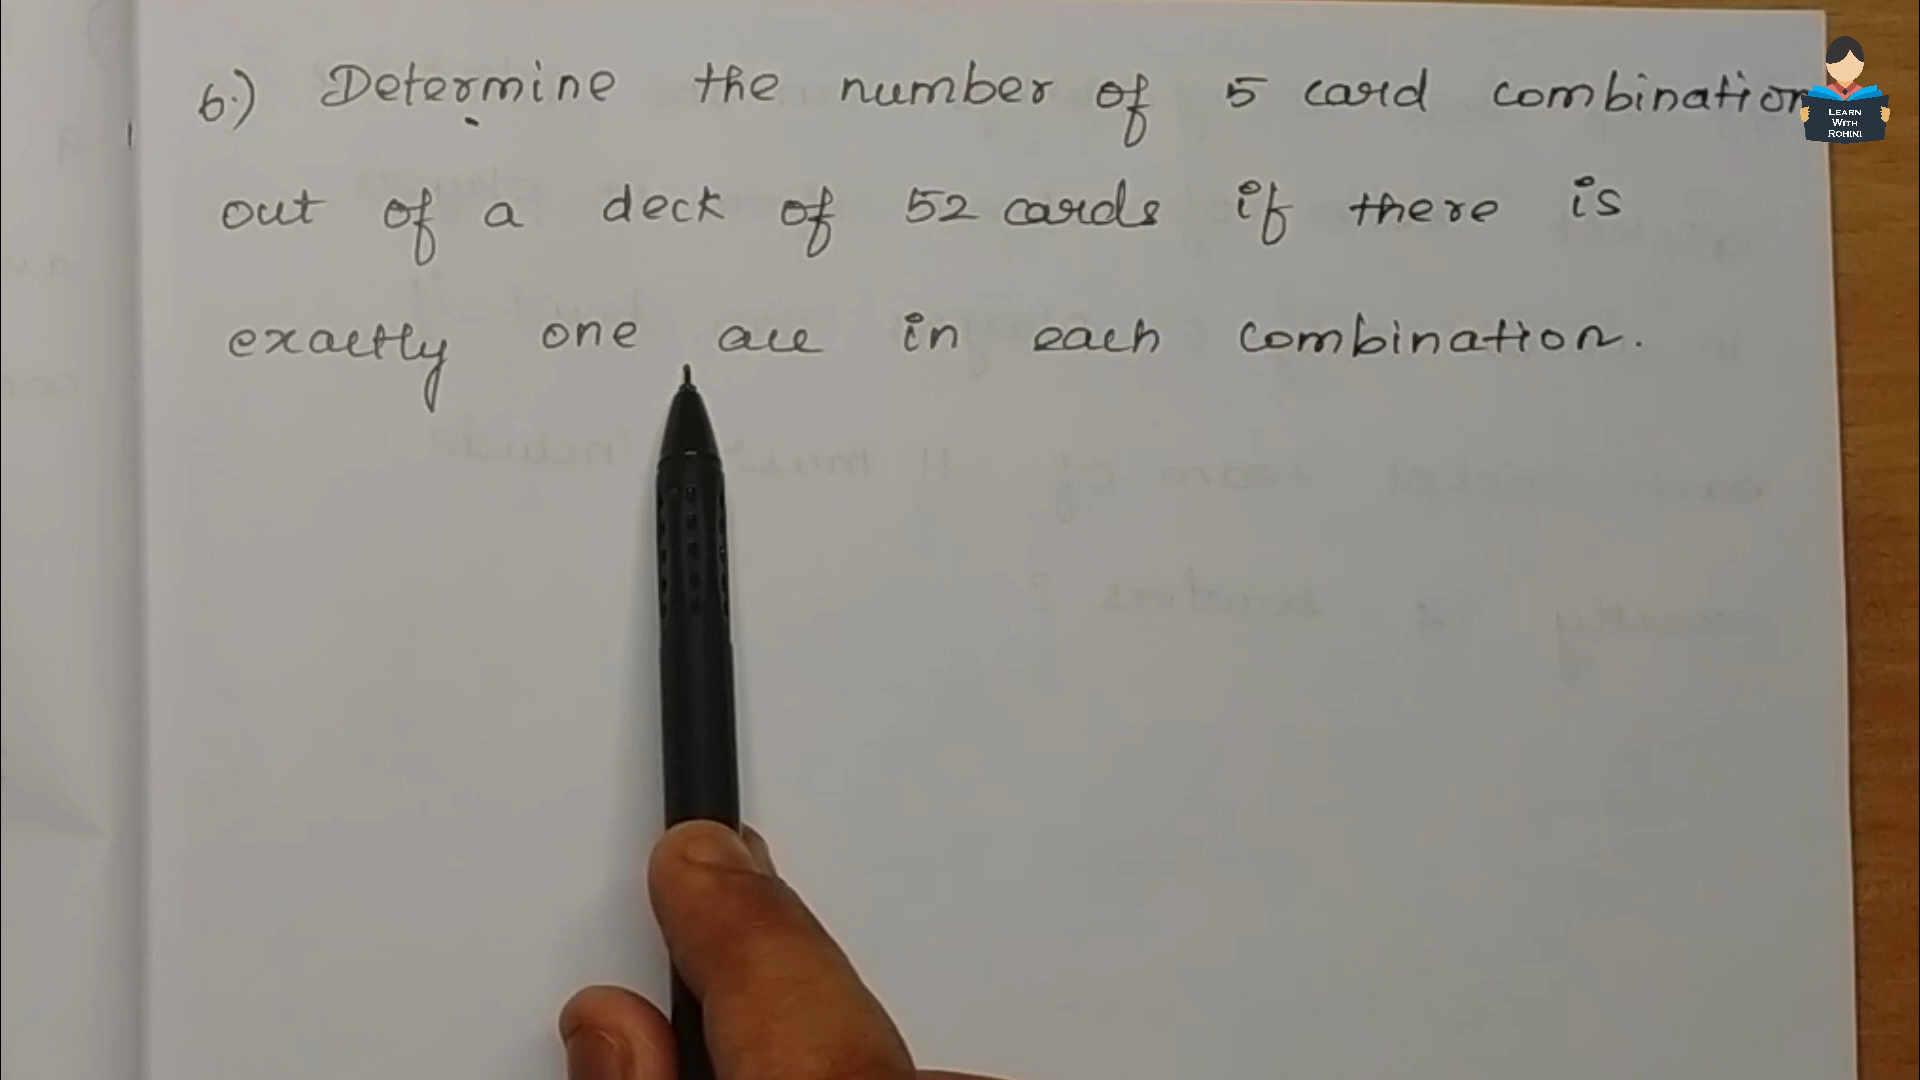 6.) Determine the number of 5 card combination
out of a deck of 52 cards if there is
exactly one ace in each combination.
LEARN
WITH
ROHINI